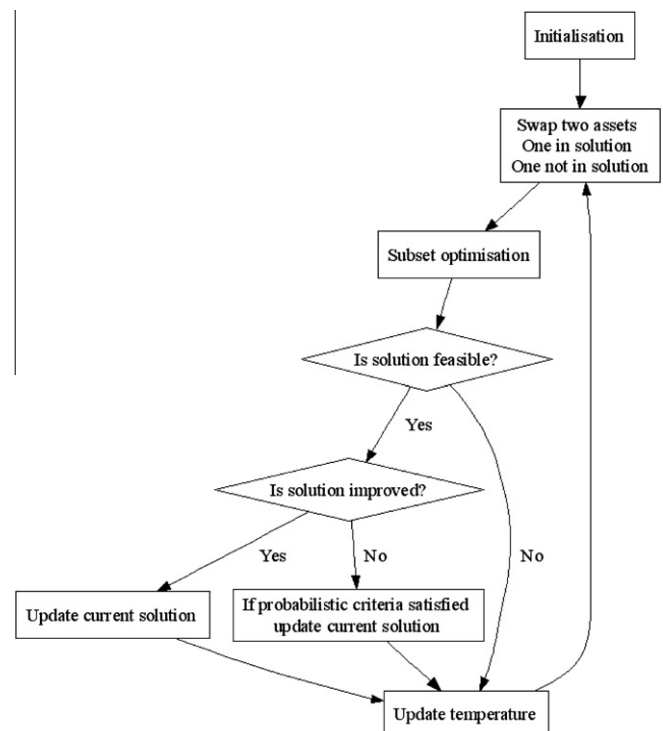 Initialisation
Swap two assets
One in solution
One not in solution
Subset optimisation
Is solution feasible?
Yes
Is solution improved?
Yes
No
No
Update current solution
If probabilistic criteria satisfied
update current solution
Update temperature